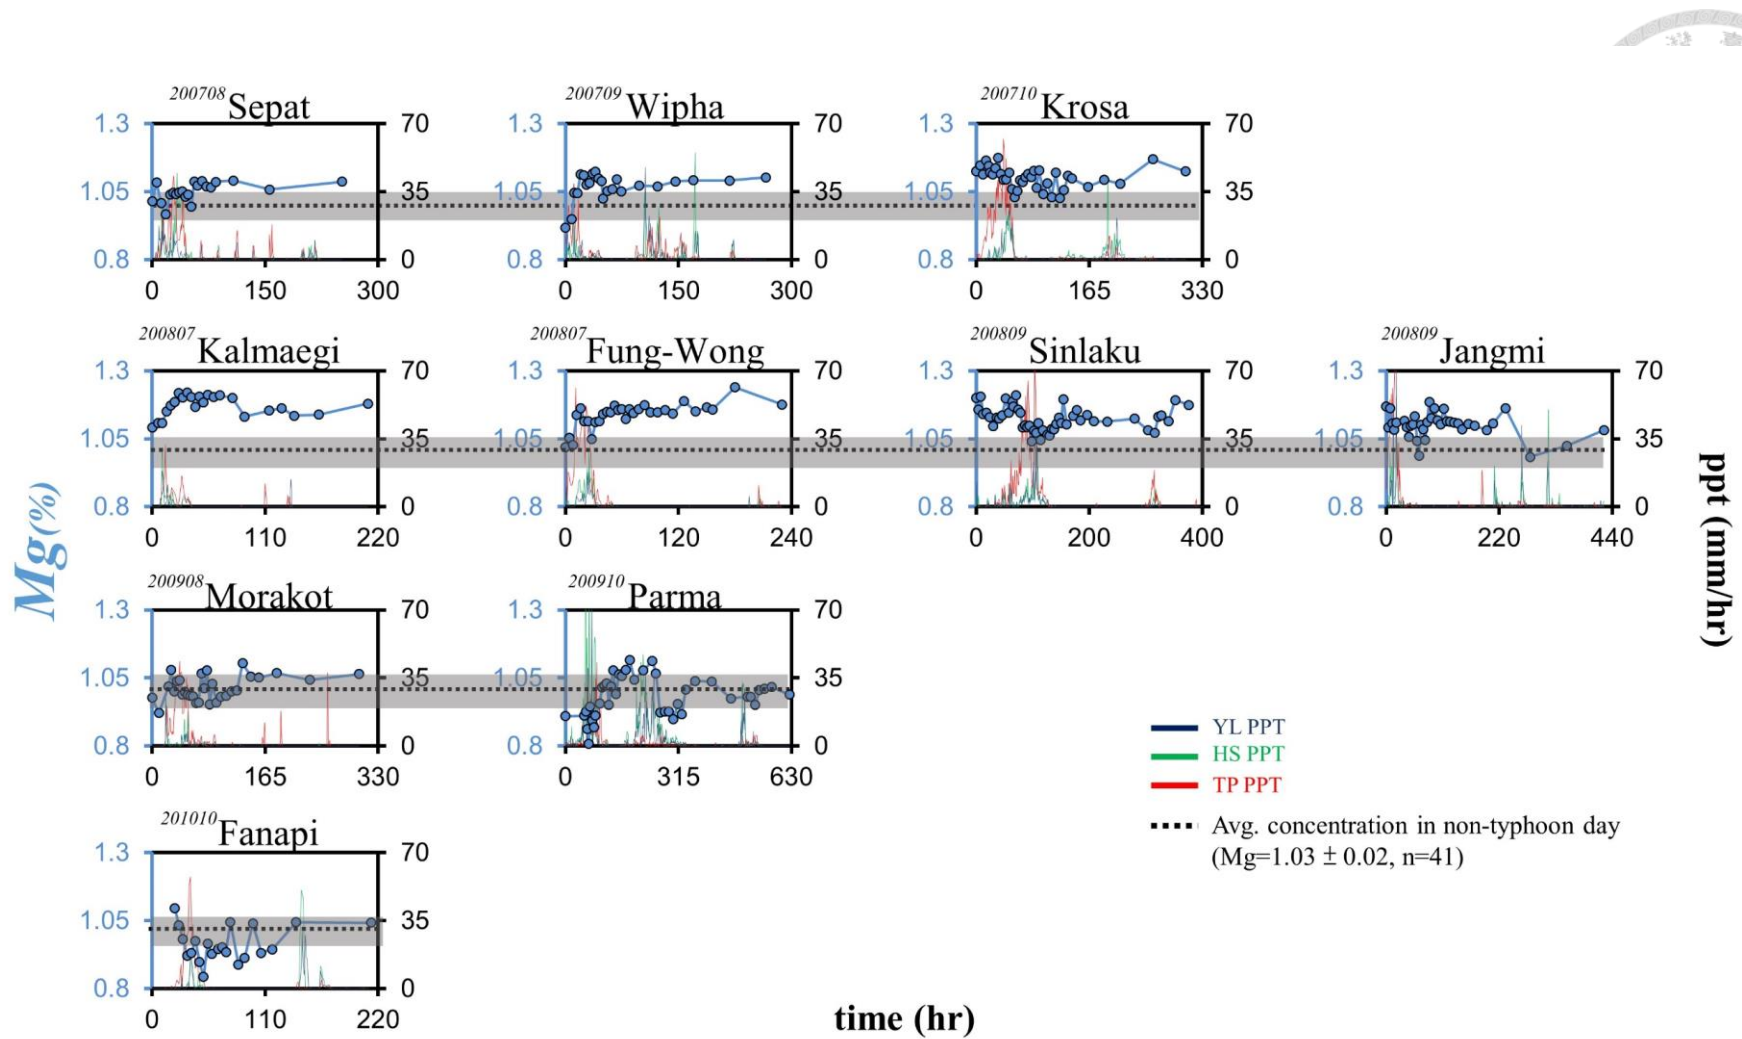 200708 Sepat
200709 Wipha
200710 Krosa
1.3 70 1.3 70 1.3 70
1.05 35 1.05 35 1.05 35
0.8 0 0.8 0 0.8 0
0 150 300 0 150 300 0 165 330
200807 Kalmaegi
200807 Fung-Wong
200809 Sinlaku
200809 Jangmi
1.3 70 1.3 70 1.3 70 1.3 70
1.05 35 1.05 35 1.05 35 1.05 35
0.8 0 0.8 0 0.8 0 0.8 0
0 110 220 0 120 240 0 200 400 0 220 440
Mg(%)
ppt (mm/hr)
200908 Morakot
200910 Parma
1.3 70 1.3 70
1.05 35 1.05 35
0.8 0 0.8 0
0 165 330 0 315 630
YL PPT
HS PPT
TP PPT
Avg. concentration in non-typhoon day
(Mg=1.03 ± 0.02, n=41)
201010 Fanapi
1.3 70
1.05 35
0.8 0
0 110 220
time (hr)